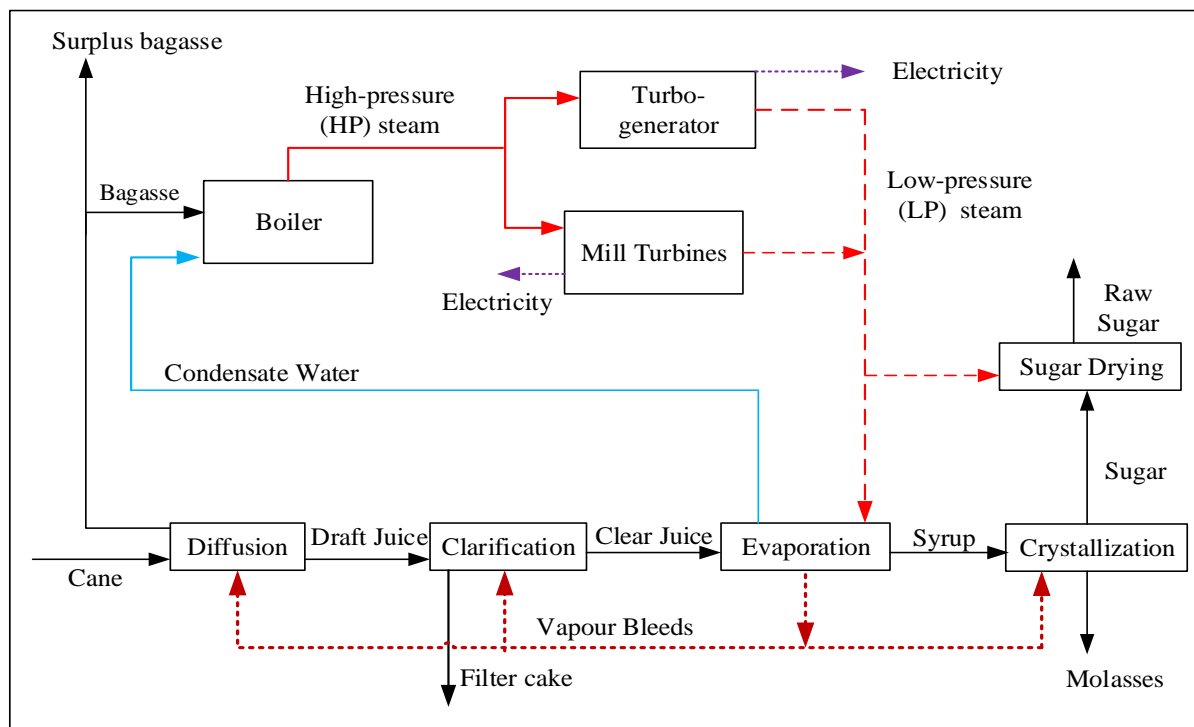 Surplus bagasse
High-pressure
(HP) steam
Turbo-
generator
Electricity
Bagasse
Boiler
Low-pressure
(LP) steam
Mill Turbines
Electricity
Raw
Sugar
Condensate Water
Sugar Drying
Sugar
Cane
Diffusion
Draft Juice
Clarification
Clear Juice
Evaporation
Syrup
Crystallization
Vapour Bleeds
Filter cake
Molasses